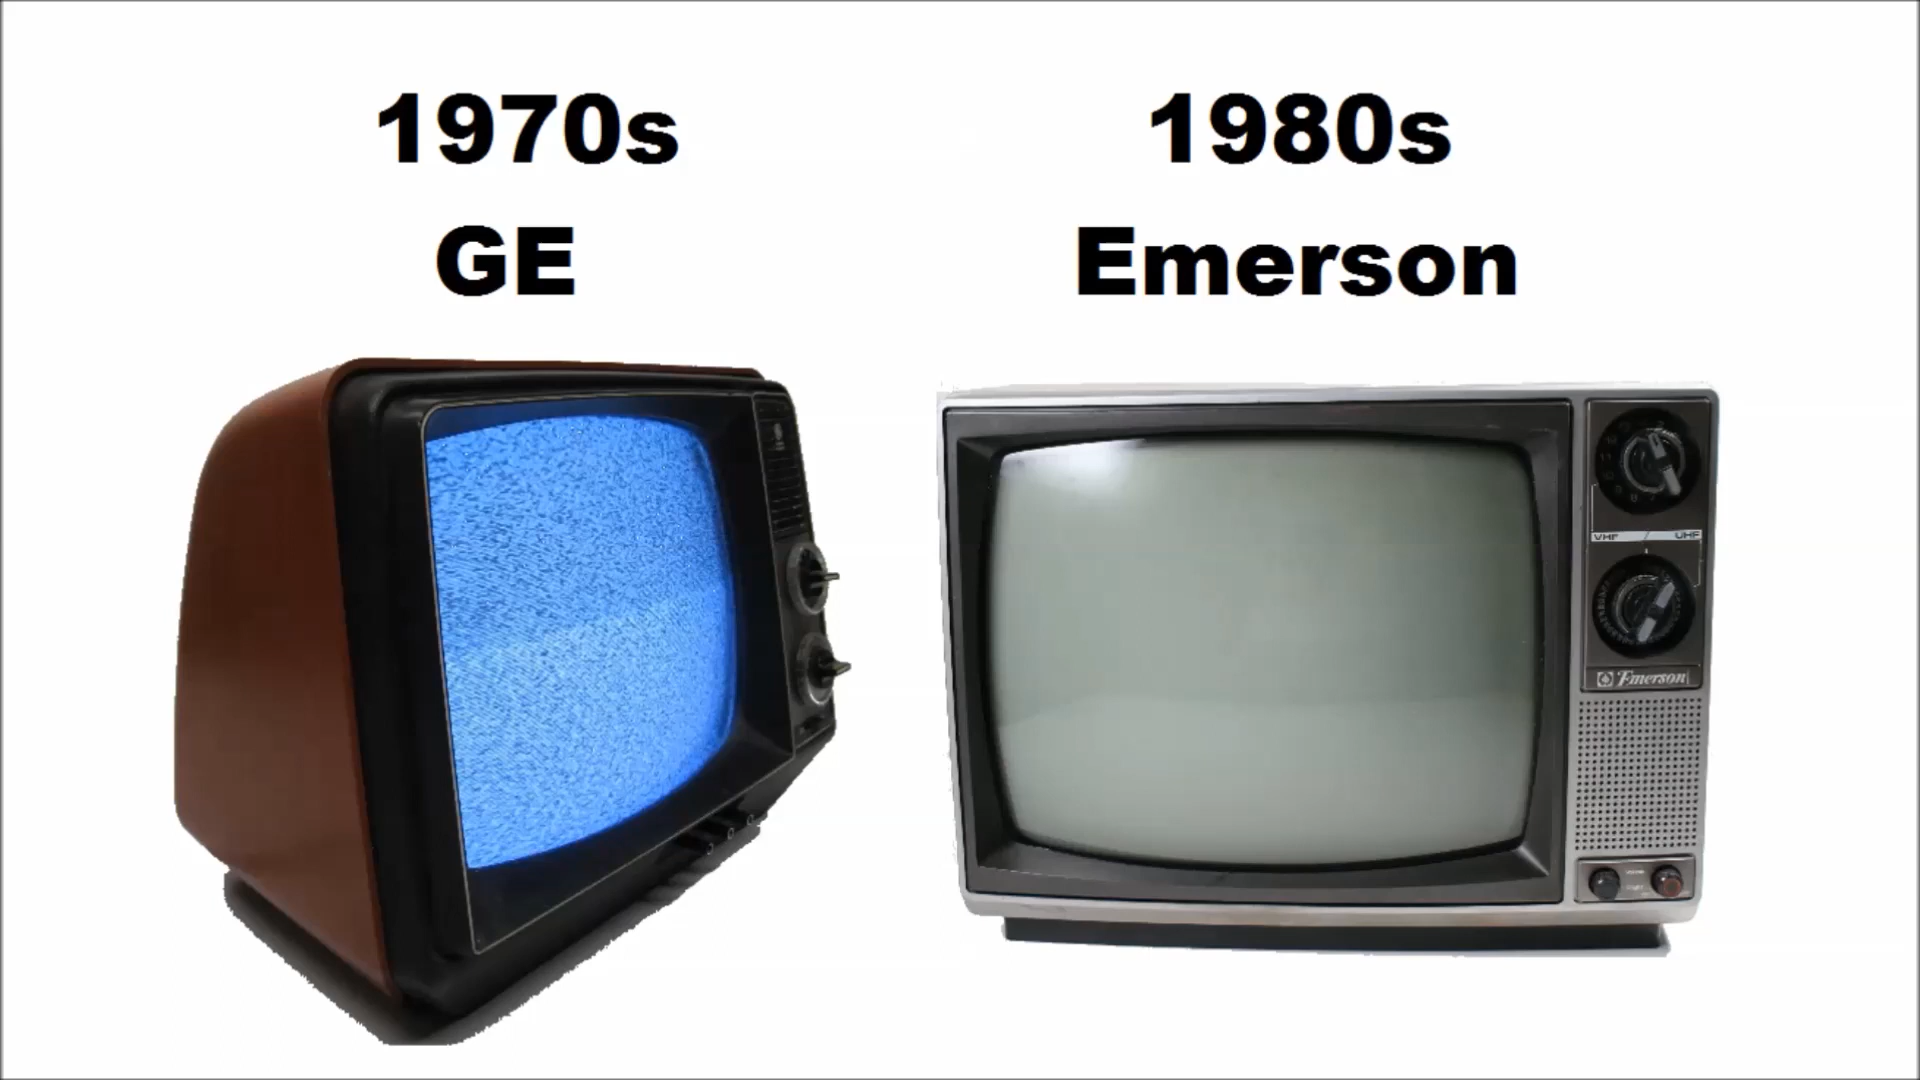 1970s
GE
1980s
Emerson
VHF UHF
Emerson